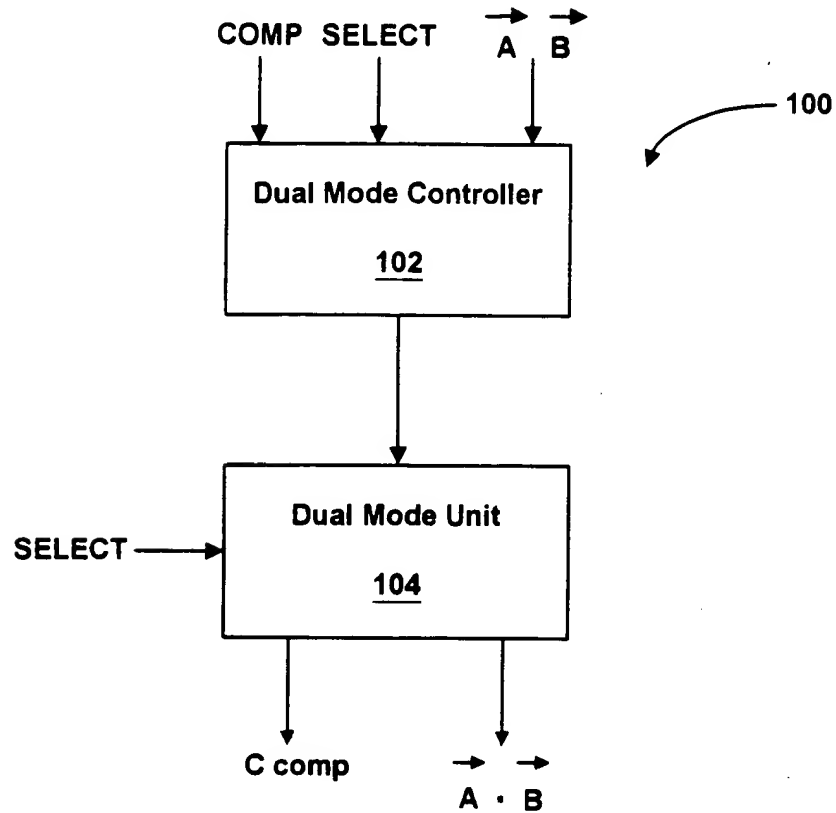 COMP SELECT A B
100
Dual Mode Controller
102
Dual Mode Unit
SELECT
104
C comp
A · B